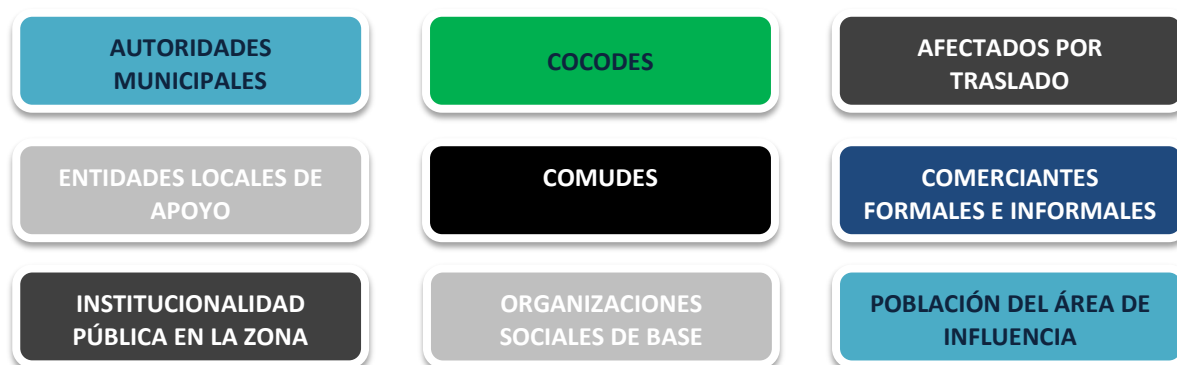 AUTORIDADES
MUNICIPALES
COCODES
AFECTADOS POR
TRASLADO
ENTIDADES LOCALES DE
APOYO
COMUDES
COMERCIANTES
FORMALES E INFORMALES
INSTITUCIONALIDAD
PÚBLICA EN LA ZONA
ORGANIZACIONES
SOCIALES DE BASE
POBLACIÓN DEL ÁREA DE
INFLUENCIA